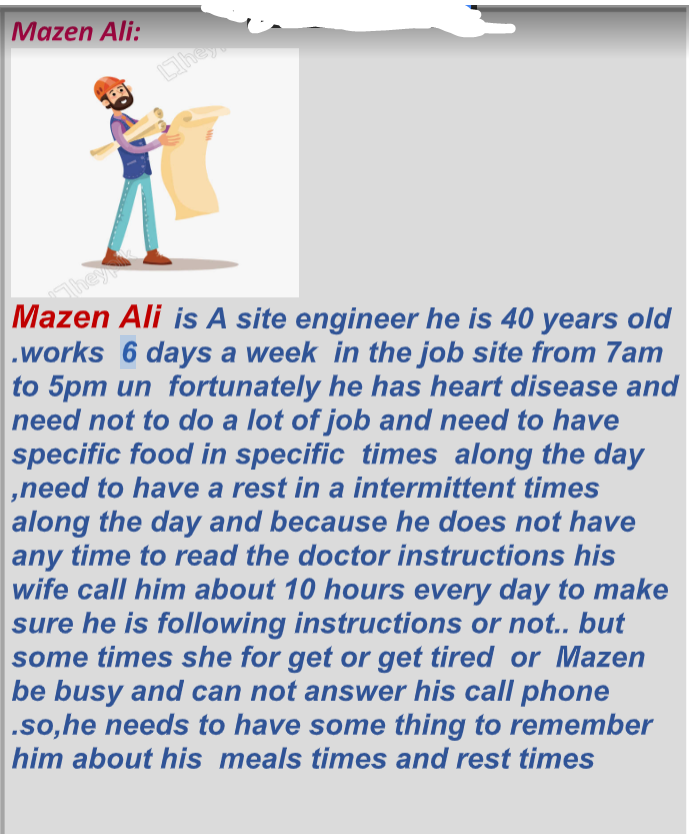 Mazen Ali:
Mazen Ali is A site engineer he is 40 years old
.works 6 days a week in the job site from 7am
to 5pm un fortunately he has heart disease and
need not to do a lot of job and need to have
specific food in specific times along the day
,need to have a rest in a intermittent times
along the day and because he does not have
any time to read the doctor instructions his
wife call him about 10 hours every day to make
sure he is following instructions or not.. but
some times she for get or get tired or Mazen
be busy and can not answer his call phone
.so,he needs to have some thing to remember
him about his meals times and rest times